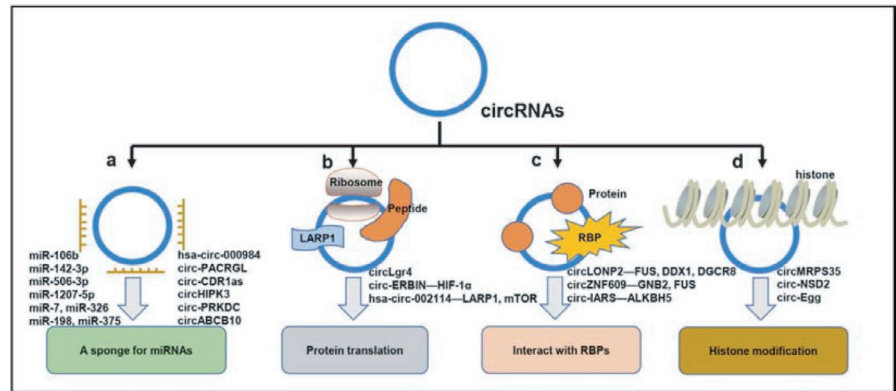 circRNAs
a
b
c
d
miR-106b
miR-142-3p
miR-506-3p
miR-1207-5p
miR-7, miR-326
miR-198, miR-375
hsa-circ-000984
circ-PACRGL
circ-CDR1as
circHIPK3
circ-PRKDC
circABCB10
A sponge for miRNAs
Ribosome
Peptide
LARP1
circLgr4
circ-ERBIN—HIF-1α
hsa-circ-002114—LARP1, mTOR
Protein translation
Protein
RBP
circLONP2—FUS, DDX1, DGCR8
circZNF609—GNB2, FUS
circ-IARS—ALKBH5
Interact with RBPs
histone
circMRPS35
circ-NSD2
circ-Egg
Histone modification